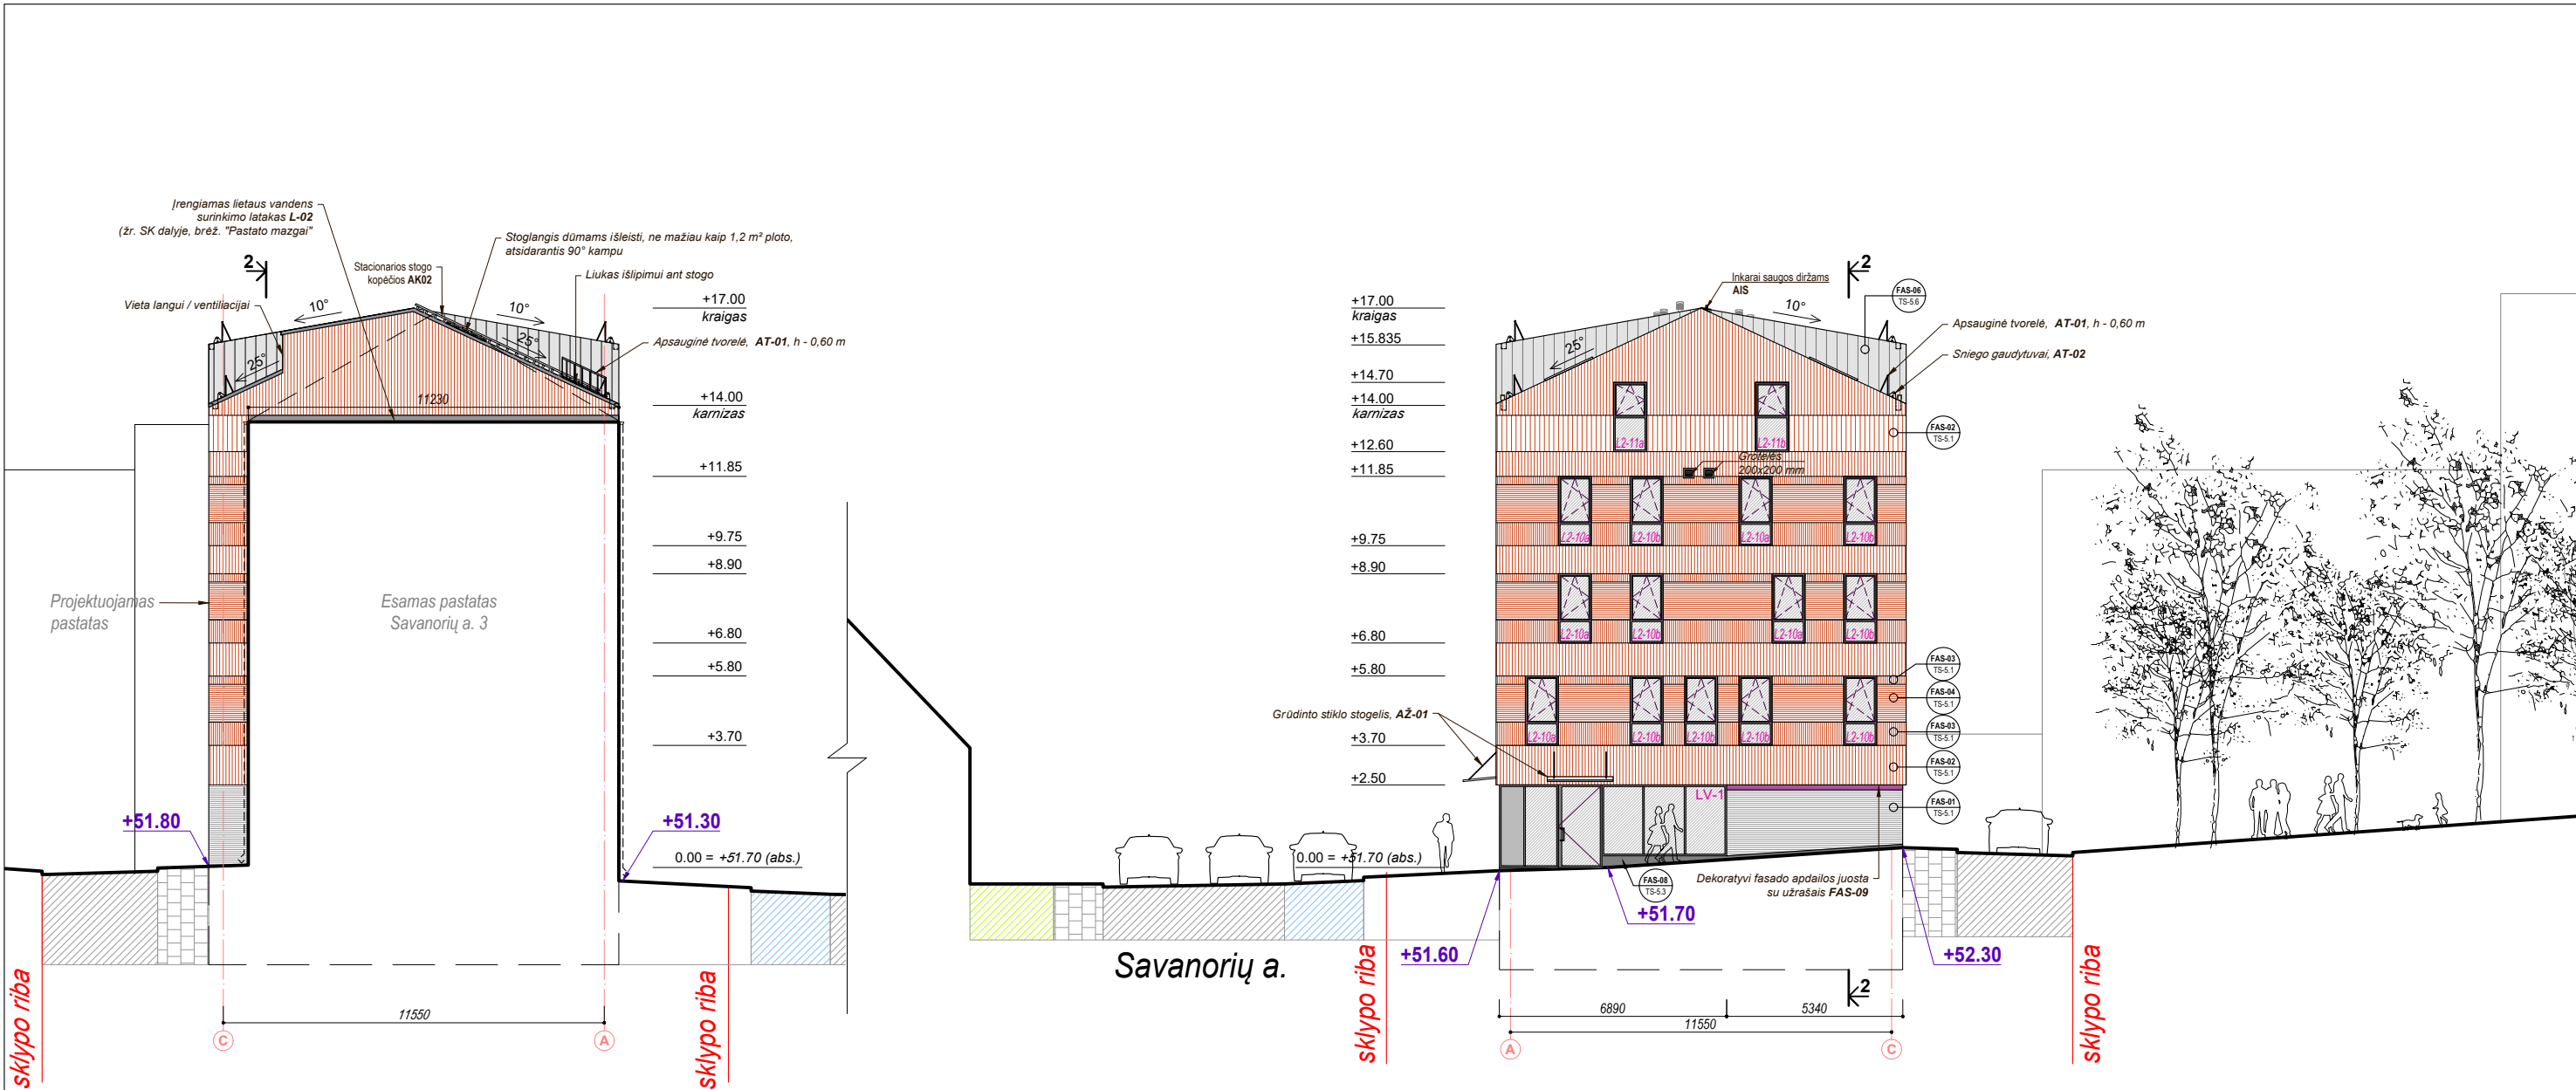 Įrengiamas lietaus vandens
surinkimo latakas L-02
(žr. SK dalyje, brėž. "Pastato mazgai"
Stoglangis dūmams išleisti, ne mažiau kaip 1,2 m² ploto,
atsidarantis 90° kampu
Stacionarios stogo
kopėčios AK02
Liukas išlipimui ant stogo
Vieta langui / ventiliacijai
2
10°
10°
25°
25°
Apsauginė tvorelė, AT-01, h - 0,60 m
11230
+17.00
kraigas
+14.00
karnizas
+11.85
+9.75
+8.90
+6.80
+5.80
+3.70
Projektuojamas
pastatas
Esamas pastatas
Savanorių a. 3
+51.80
+51.30
0.00 = +51.70 (abs.)
sklypo riba
sklypo riba
11550
C
A
+17.00
kraigas
+15.835
+14.70
+14.00
karnizas
+12.60
+11.85
+9.75
+8.90
+6.80
+5.80
+3.70
+2.50
0.00 = +51.70 (abs.)
Inkarai saugos diržams
AIS
2
10°
25°
FAS-06
TS-5.6
Apsauginė tvorelė, AT-01, h - 0,60 m
Sniego gaudytuvai, AT-02
L2-11a
L2-11b
FAS-02
TS-5.1
Grotelės
200x200 mm
L2-10a
L2-10b
L2-10a
L2-10b
L2-10a
L2-10b
L2-10a
L2-10b
FAS-03
TS-5.1
FAS-04
TS-5.1
L2-10a
L2-10b
L2-10b
L2-10b
L2-10b
FAS-03
TS-5.1
Grūdinto stiklo stogelis, AŽ-01
FAS-02
TS-5.1
LV-1
FAS-01
TS-5.1
FAS-08
TS-5.3
Dekoratyvi fasado apdailos juosta
su užrašais FAS-09
+51.70
+51.60
+52.30
Savanorių a.
sklypo riba
sklypo riba
2
6890
5340
11550
A
C